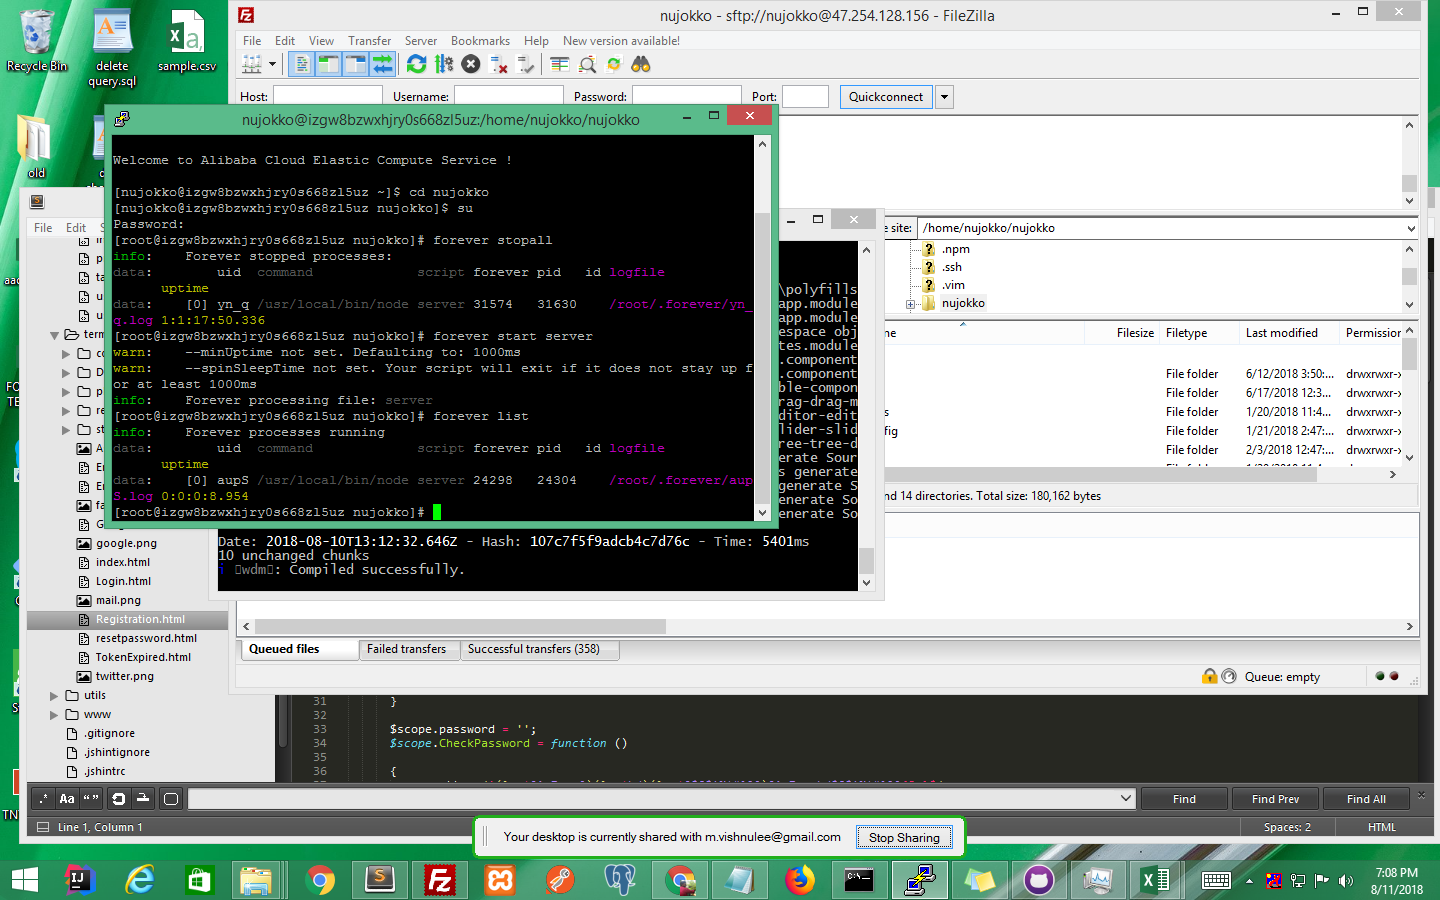 Recycle Bin
delete
query.sql
sample.csv
old
nujokko - sftp://nujokko@47.254.128.156 - FileZilla
File Edit View Transfer Server Bookmarks Help New version available!
Host: Username: Password: Port: Quickconnect
nujokko@izgw8bzwxhjry0s668zl5uz:/home/nujokko/nujokko
Welcome to Alibaba Cloud Elastic Compute Service !
[nujokko@izgw8bzwxhjry0s668zl5uz ~]$ cd nujokko
[nujokko@izgw8bzwxhjry0s668zl5uz nujokko]$ su
Password:
[root@izgw8bzwxhjry0s668zl5uz nujokko]# forever stopall
info: Forever stopped processes:
data: uid command script forever pid id logfile
uptime
data: [0] yn_q /usr/local/bin/node server 31574 31630 /root/.forever/yn_
q.log 1:1:17:50.336
[root@izgw8bzwxhjry0s668zl5uz nujokko]# forever start server
warn: --minUptime not set. Defaulting to: 1000ms
warn: --spinSleepTime not set. Your script will exit if it does not stay up f
or at least 1000ms
info: Forever processing file: server
[root@izgw8bzwxhjry0s668zl5uz nujokko]# forever list
info: Forever processes running
data: uid command script forever pid id logfile
uptime
data: [0] aupS /usr/local/bin/node server 24298 24304 /root/.forever/aup
S.log 0:0:0:8.954
[root@izgw8bzwxhjry0s668zl5uz nujokko]#
\polyfills
app.module
app.module
espace obj
tes.module
.component
.component
ble-compon
rag-drag-m
ditor-edit
lider-slid
ree-tree-d
erate Sour
s generate
enerate So
enerate So
Date: 2018-08-10T13:12:32.646Z - Hash: 107c7f5f9adcb4c7d76c - Time: 5401ms
10 unchanged chunks
wdm : Compiled successfully.
e site: /home/nujokko/nujokko
.npm
.ssh
.vim
nujokko
ne Filesize Filetype Last modified Permission
File folder 6/12/2018 3:50:... drwxrwxr-x
File folder 6/17/2018 12:3... drwxrwxr-x
s File folder 1/20/2018 11:4... drwxrwxr-x
fig File folder 1/21/2018 2:47:... drwxrwxr-x
File folder 2/3/2018 12:47:... drwxrwxr-x
nd 14 directories. Total size: 180,162 bytes
Queued files Failed transfers Successful transfers (358)
Queue: empty
File Edit
term
google.png
index.html
Login.html
mail.png
Registration.html
resetpassword.html
TokenExpired.html
twitter.png
utils
www
.gitignore
.jshintignore
.jshintrc
31 }
32
33 $scope.password = '';
34 $scope.CheckPassword = function ()
35
36 {
.* Aa “ ” Find Find Prev Find All
Line 1, Column 1 Spaces: 2 HTML
Your desktop is currently shared with m.vishnulee@gmail.com Stop Sharing
7:08 PM
8/11/2018